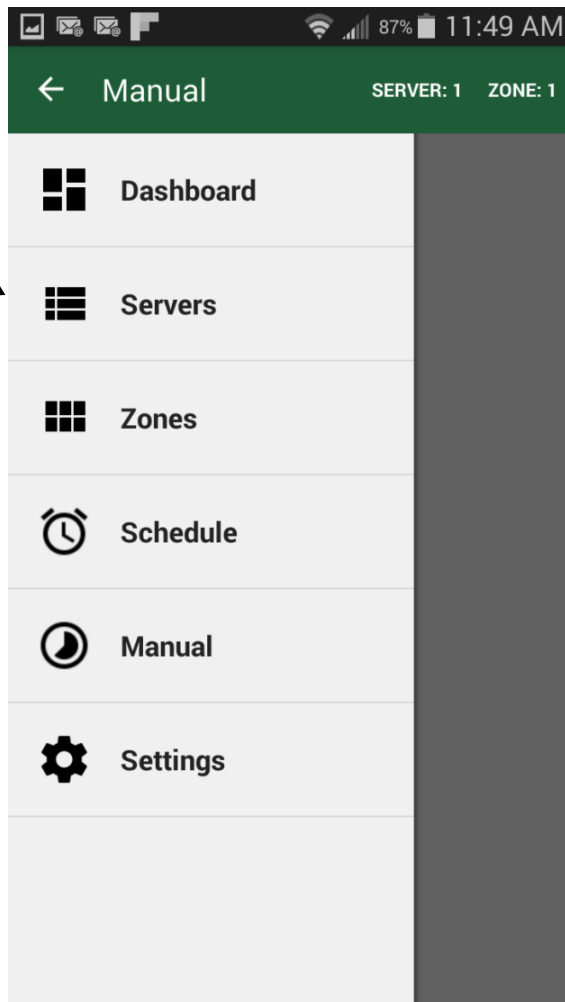 87% 11:49 AM
Manual SERVER: 1 ZONE: 1
Dashboard
Servers
Zones
Schedule
Manual
Settings